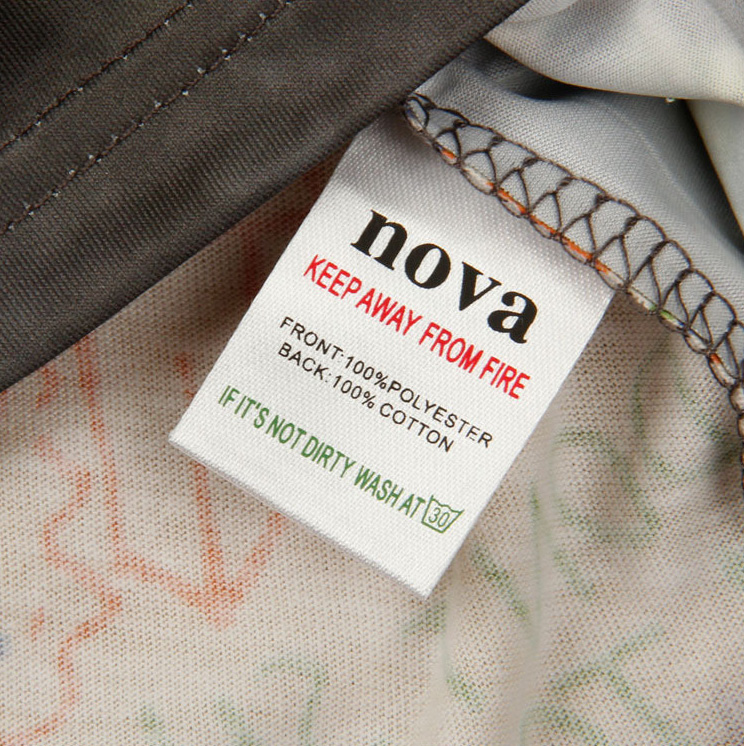 nova
KEEP AWAY FROM FIRE
FRONT:100%POLYESTER
BACK:100% COTTON
IF IT'S NOT DIRTY WASH AT 30